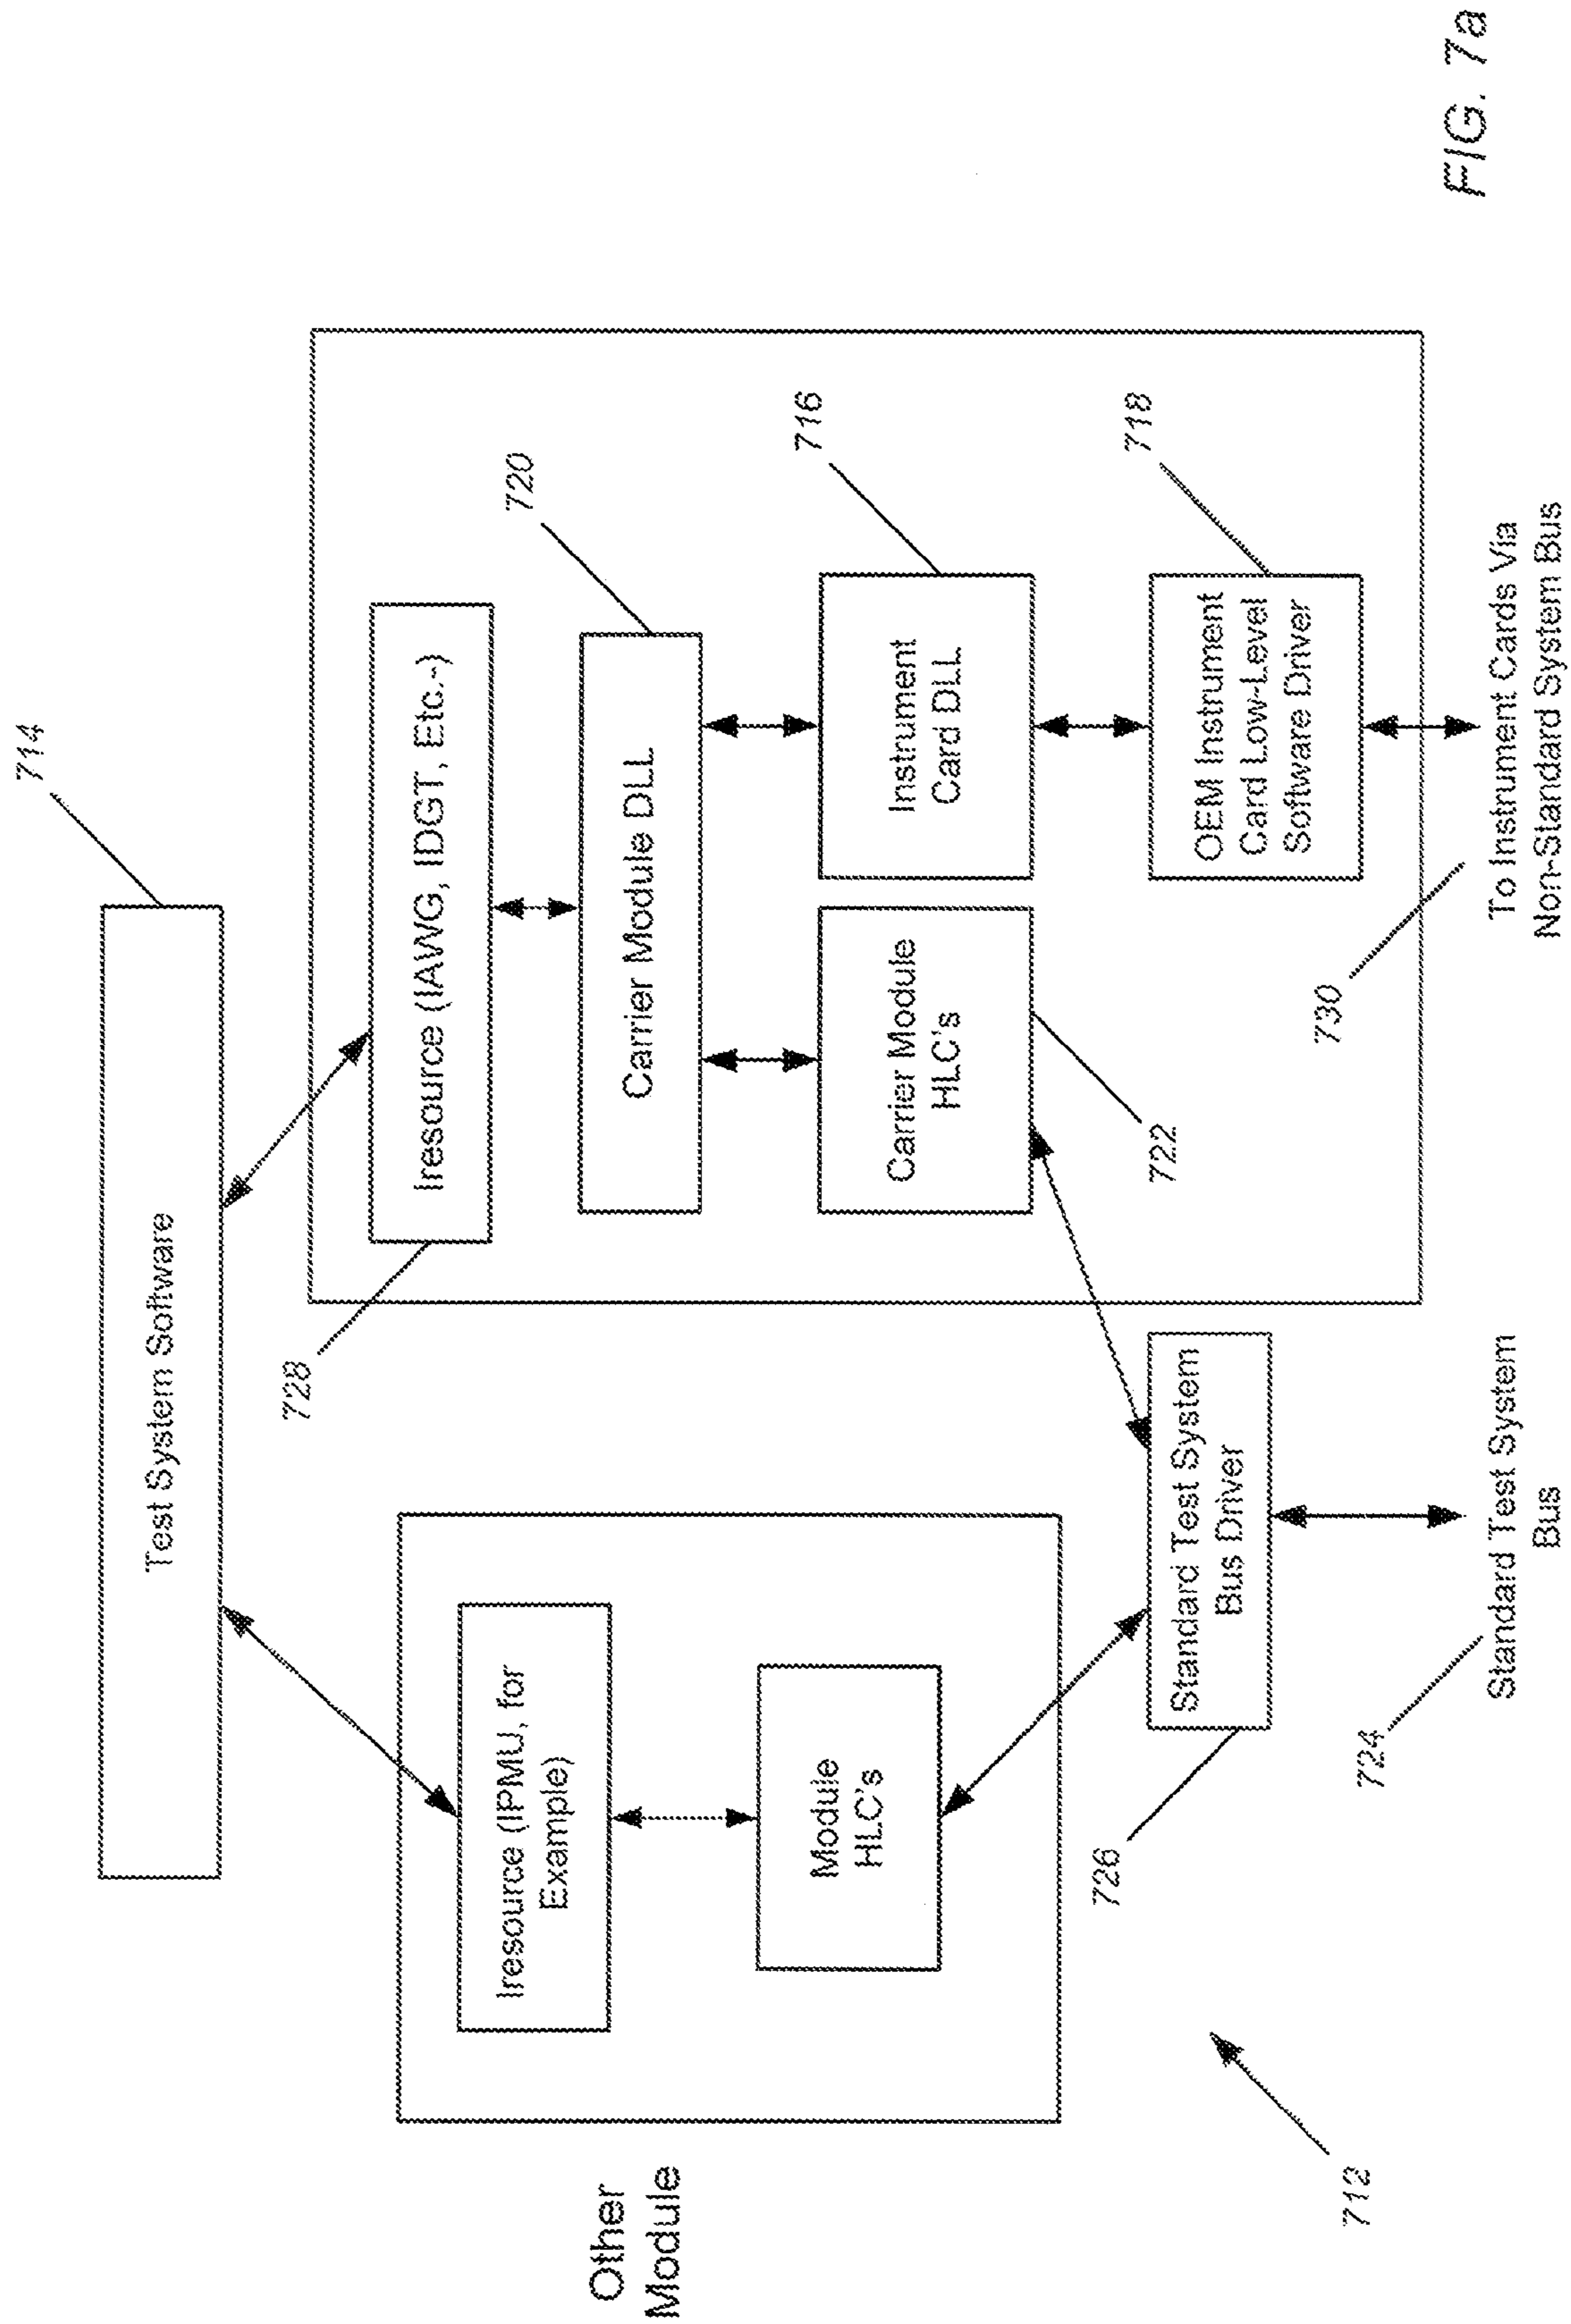 714
Test System Software
728
Iresource (IAWG, IDGT, Etc.~)
720
Carrier Module DLL
Other
Module
Iresource (IPMU, for
Example)
Module
HLC's
Carrier Module
HLC's
722
Instrument
Card DLL
716
726
Standard Test System
Bus Driver
OEM Instrument
Card Low-Level
Software Driver
718
712
724
Standard Test System
Bus
730
To Instrument Cards Via
Non-Standard System Bus
FIG. 7a